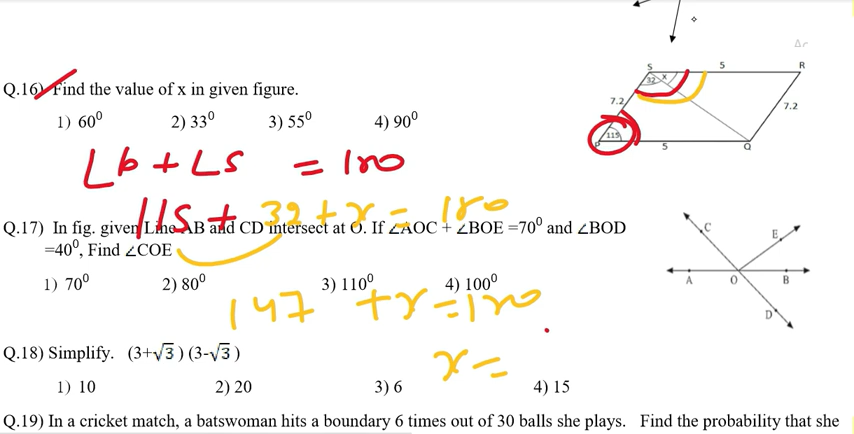 Δr
S 5 R
32 x
7.2
7.2
115
P 5 Q
Q.16) Find the value of x in given figure.
1) 60⁰ 2) 33⁰ 3) 55⁰ 4) 90⁰
∠p + ∠S = 180
115 + 32 + x = 180
Q.17) In fig. given Line AB and CD intersect at O. If ∠AOC + ∠BOE =70⁰ and ∠BOD
=40⁰, Find ∠COE
C
E
A O B
D
1) 70⁰ 2) 80⁰ 3) 110⁰ 4) 100⁰
147 + x = 180
x =
Q.18) Simplify. (3+√3) (3-√3)
1) 10 2) 20 3) 6 4) 15
Q.19) In a cricket match, a batswoman hits a boundary 6 times out of 30 balls she plays. Find the probability that she